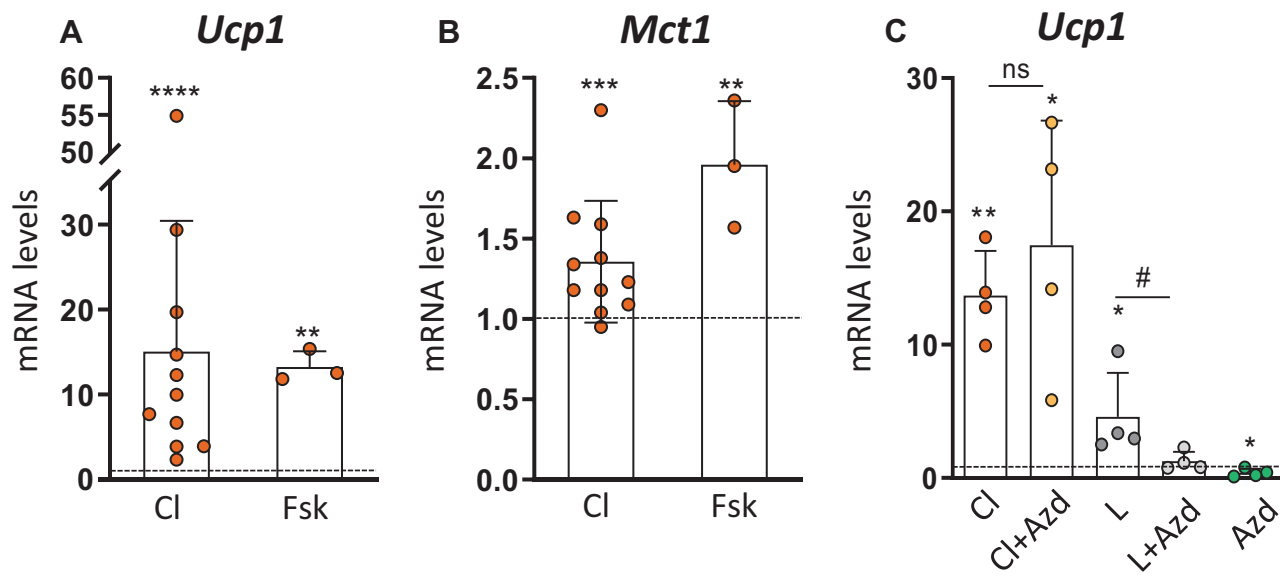 A Ucp1
mRNA levels
60
55
50
30
20
10
0
****
**
Cl Fsk
B Mct1
mRNA levels
2.5
2.0
1.5
1.0
0.5
0.0
***
**
Cl Fsk
C Ucp1
mRNA levels
30
20
10
0
ns
**
*
#
*
*
Cl Cl+Azd L L+Azd Azd